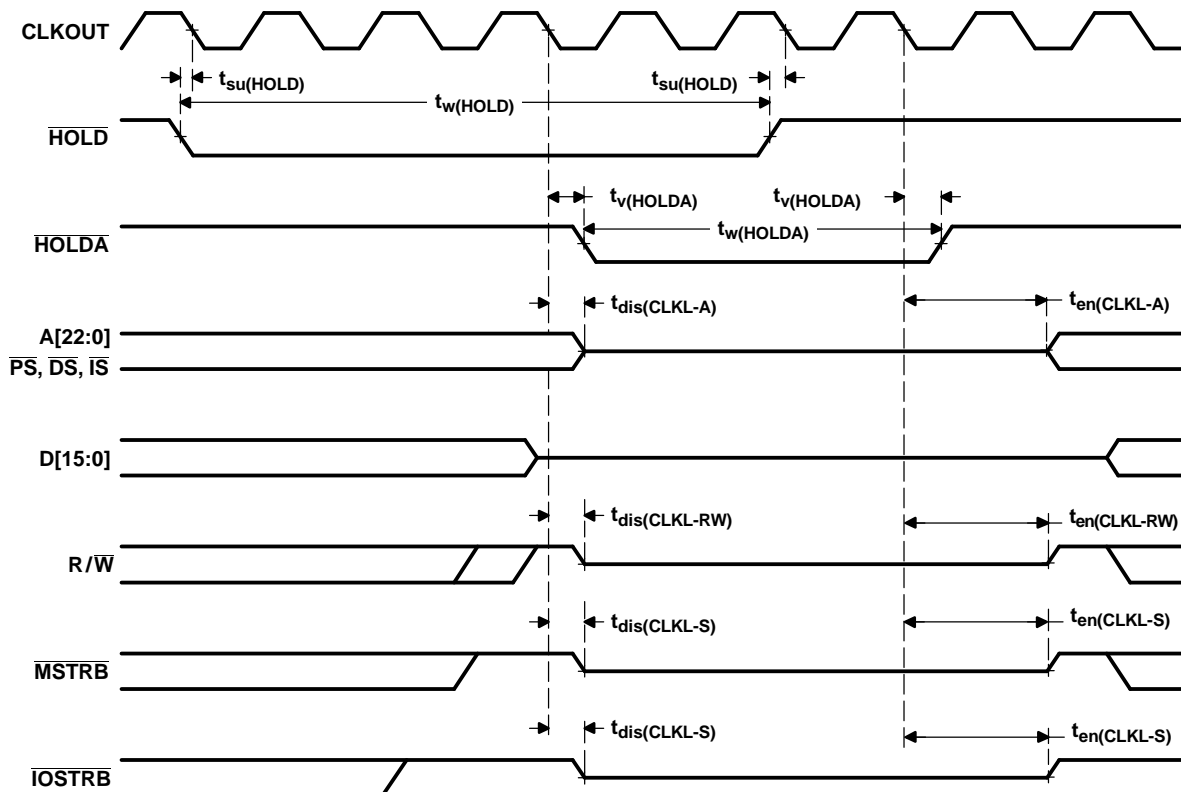 CLKOUT
tsu(HOLD)
tsu(HOLD)
tw(HOLD)
HOLD
tv(HOLDA)
tv(HOLDA)
tw(HOLDA)
HOLDA
tdis(CLKL-A)
ten(CLKL-A)
A[22:0]
PS, DS, IS
D[15:0]
tdis(CLKL-RW)
ten(CLKL-RW)
R/W
tdis(CLKL-S)
ten(CLKL-S)
MSTRB
tdis(CLKL-S)
ten(CLKL-S)
IOSTRB